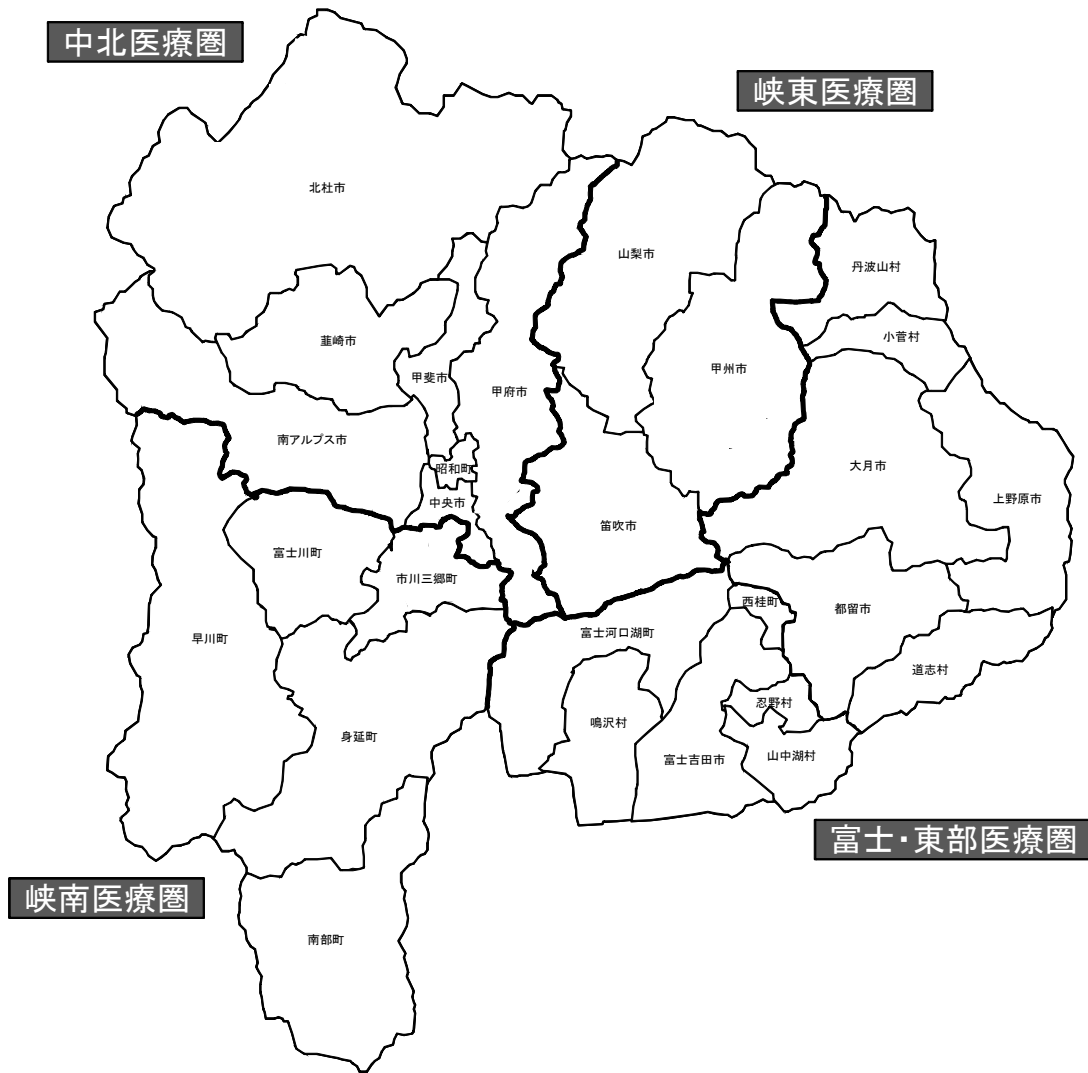 中北医療圏
峡東医療圏
北杜市
山梨市
丹波山村
小菅村
韮崎市
甲斐市
甲府市
甲州市
南アルプス市
昭和町
大月市
中央市
上野原市
笛吹市
富士川町
市川三郷町
西桂町
都留市
早川町
富士河口湖町
道志村
忍野村
鳴沢村
身延町
富士吉田市
山中湖村
富士・東部医療圏
峡南医療圏
南部町